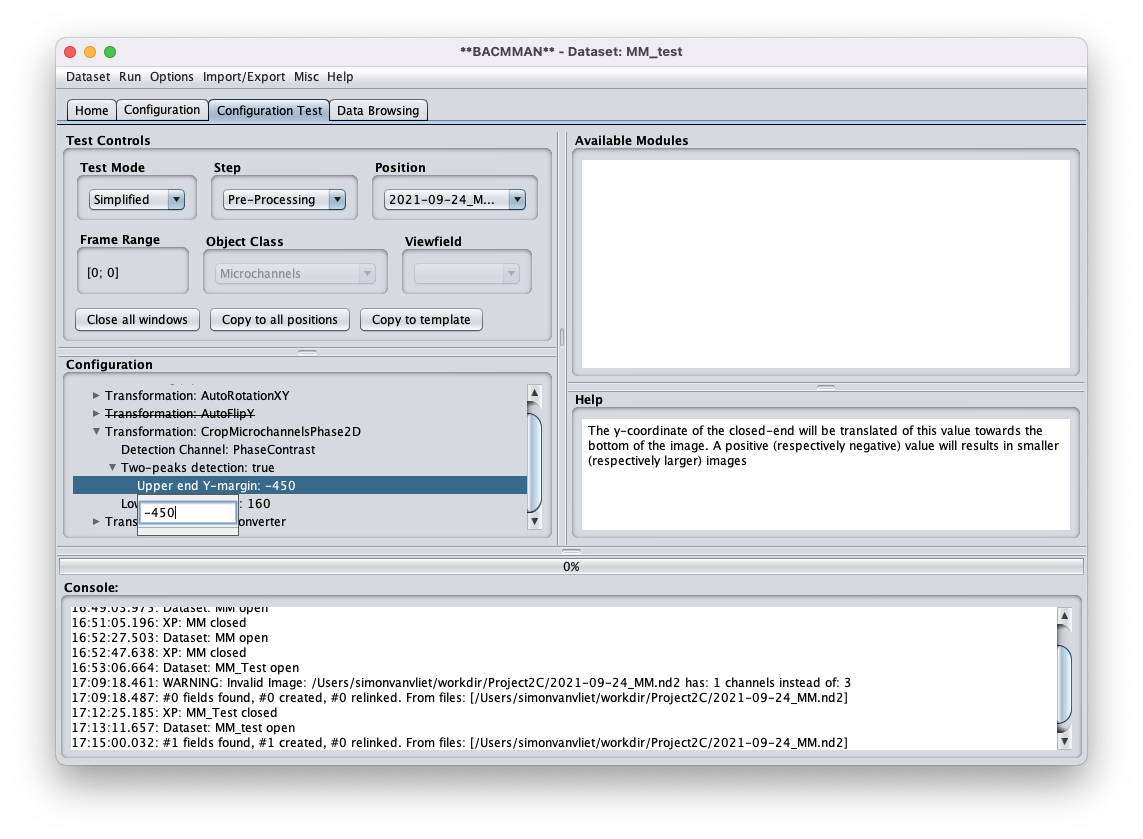 **BACMMAN** - Dataset: MM_test
Dataset Run Options Import/Export Misc Help
Home Configuration Configuration Test Data Browsing
Test Controls
Test Mode Step Position
Simplified Pre-Processing 2021-09-24_M...
Frame Range Object Class Viewfield
[0; 0] Microchannels
Close all windows Copy to all positions Copy to template
Configuration
Transformation: AutoRotationXY
Transformation: AutoFlipY
Transformation: CropMicrochannelsPhase2D
Detection Channel: PhaseContrast
Two-peaks detection: true
Upper end Y-margin: -450
: 160
-450
onverter
Available Modules
Help
The y-coordinate of the closed-end will be translated of this value towards the
bottom of the image. A positive (respectively negative) value will results in smaller
(respectively larger) images
0%
Console:
16:49:03.973: Dataset: MM open
16:51:05.196: XP: MM closed
16:52:27.503: Dataset: MM open
16:52:47.638: XP: MM closed
16:53:06.664: Dataset: MM_Test open
17:09:18.461: WARNING: Invalid Image: /Users/simonvanvliet/workdir/Project2C/2021-09-24_MM.nd2 has: 1 channels instead of: 3
17:09:18.487: #0 fields found, #0 created, #0 relinked. From files: [/Users/simonvanvliet/workdir/Project2C/2021-09-24_MM.nd2]
17:12:25.185: XP: MM_Test closed
17:13:11.657: Dataset: MM_test open
17:15:00.032: #1 fields found, #1 created, #0 relinked. From files: [/Users/simonvanvliet/workdir/Project2C/2021-09-24_MM.nd2]